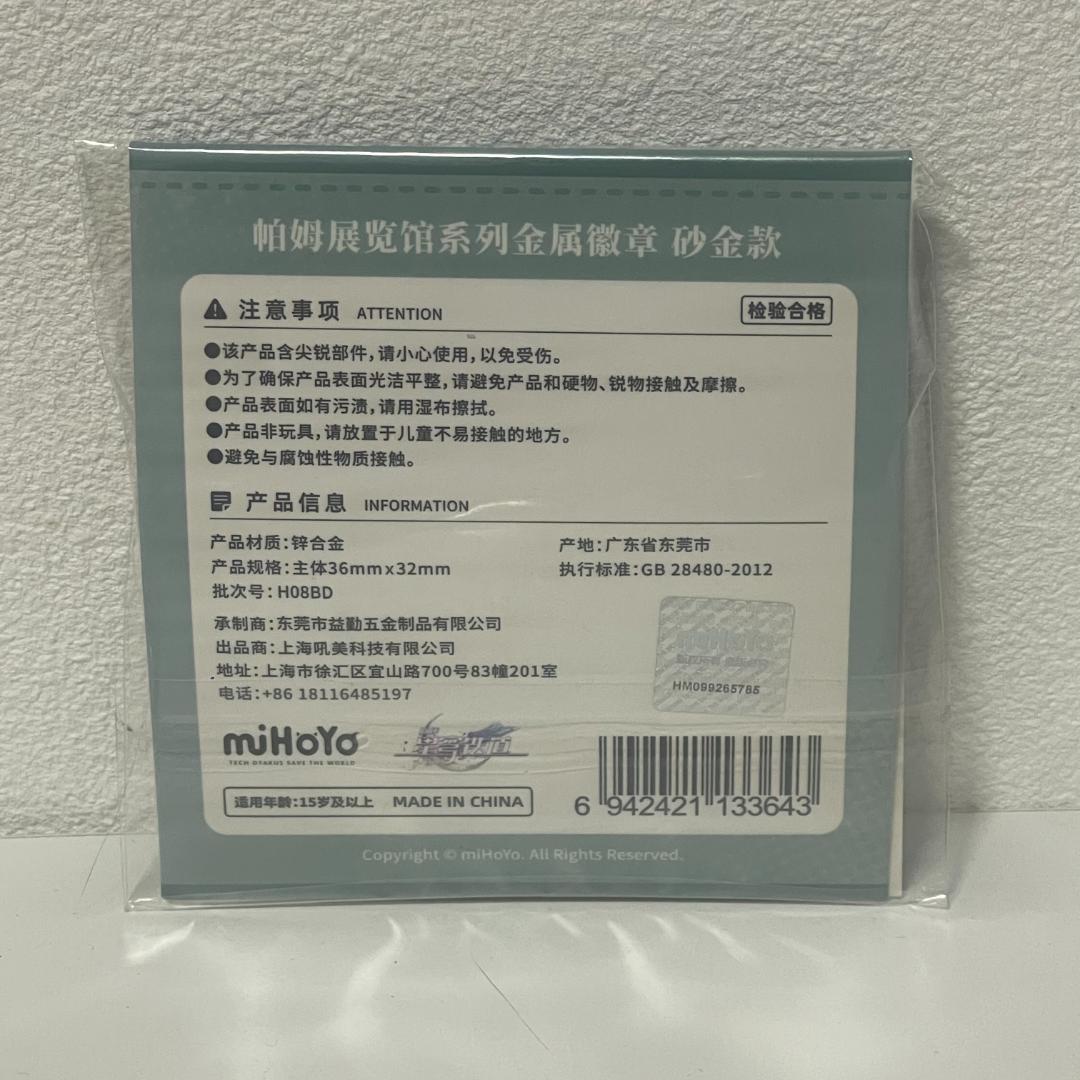 帕姆展览馆系列金属徽章 砂金款
注意事项 ATTENTION
检验合格
●该产品含尖锐部件,请小心使用,以免受伤。
●为了确保产品表面光洁平整,请避免产品和硬物、锐物接触及摩擦。
●产品表面如有污渍,请用湿布擦拭。
●产品非玩具,请放置于儿童不易接触的地方。
●避免与腐蚀性物质接触。
产品信息 INFORMATION
产品材质:锌合金
产地:广东省东莞市
产品规格:主体36mmx32mm
执行标准:GB 28480-2012
批次号:H08BD
承制商:东莞市益勤五金制品有限公司
出品商:上海吼美科技有限公司
地址:上海市徐汇区宜山路700号83幢201室
电话:+86 18116485197
miHoYo
HM099265785
miHoYo
TECH OTAKUS SAVE THE WORLD
星穹铁道
适用年龄:15岁及以上 MADE IN CHINA
6 942421 133643
Copyright © miHoYo. All Rights Reserved.